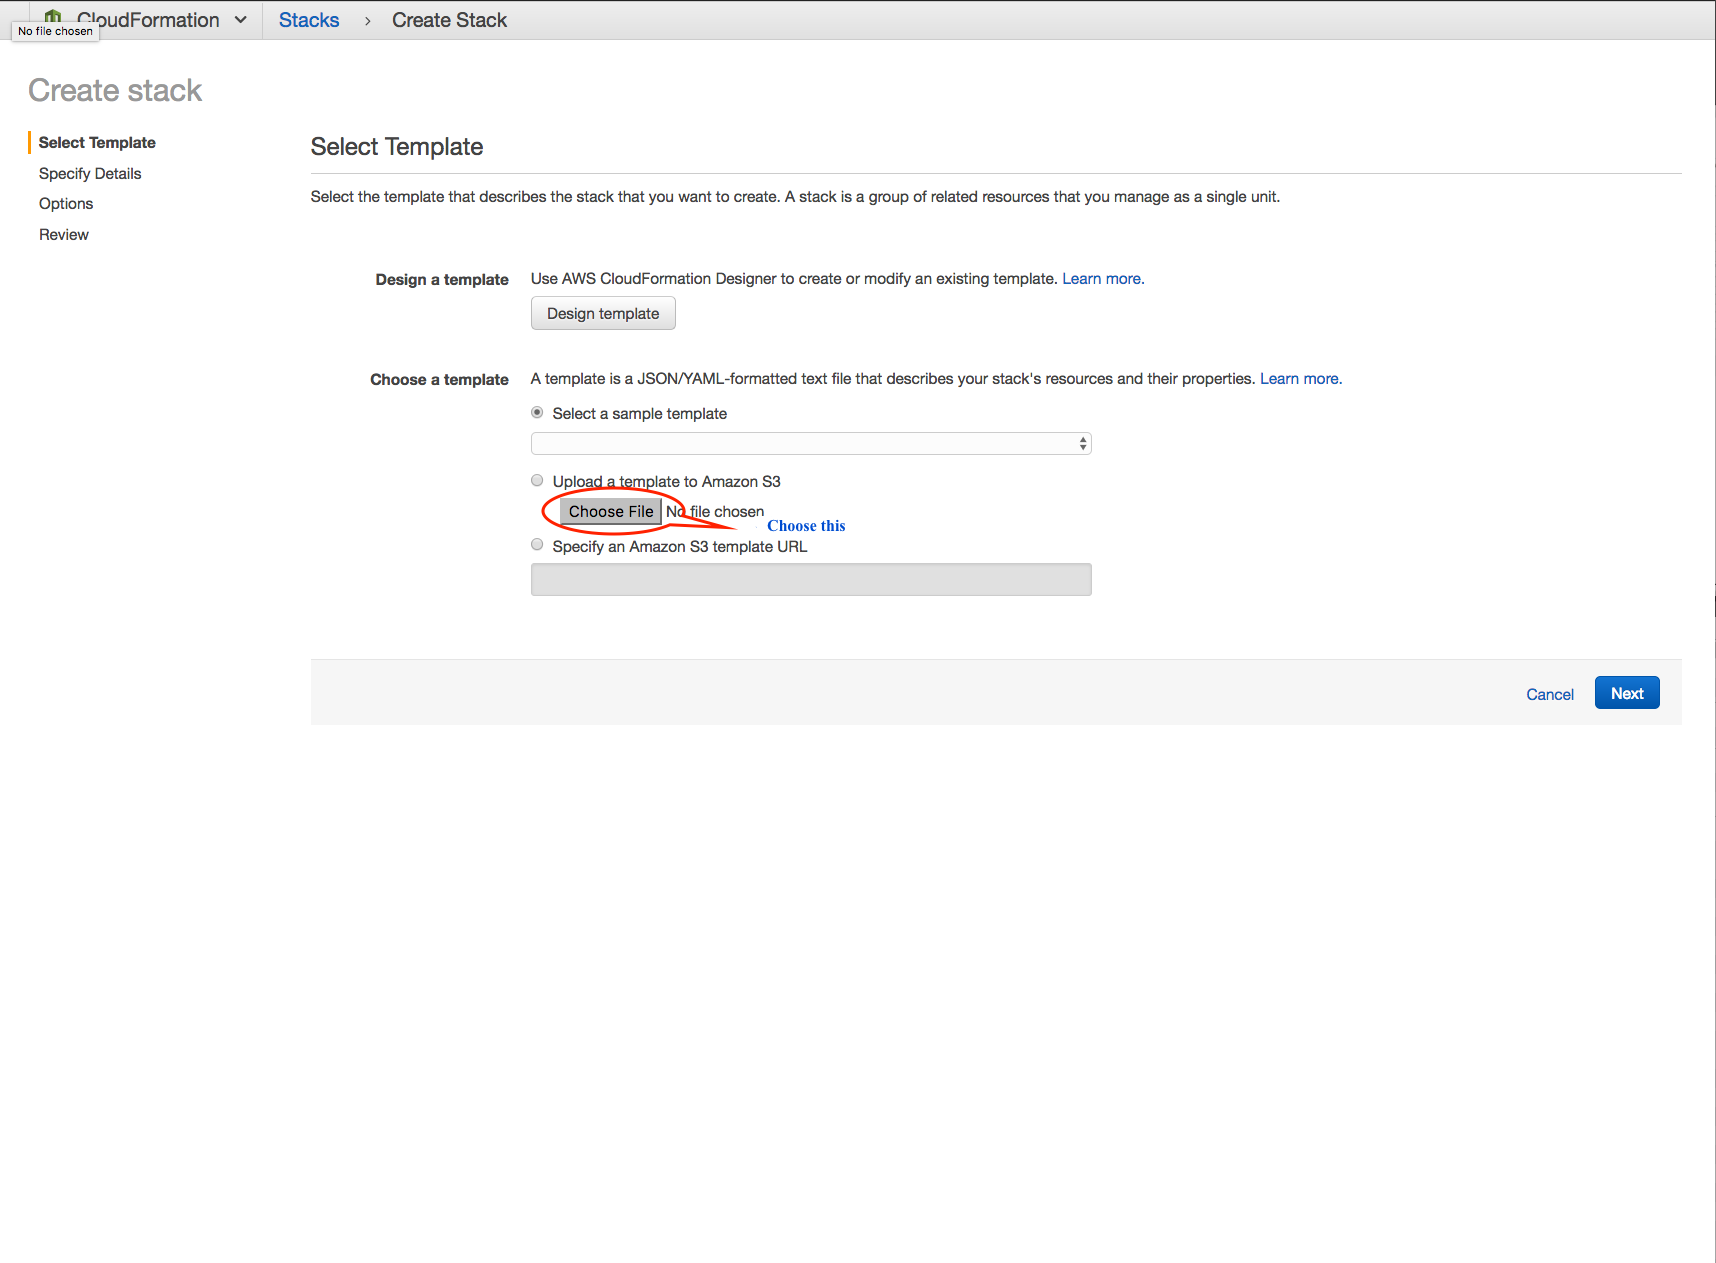 CloudFormation Stacks › Create Stack
No file chosen
Create stack
Select Template
Specify Details
Options
Review
Select Template
Select the template that describes the stack that you want to create. A stack is a group of related resources that you manage as a single unit.
Design a template Use AWS CloudFormation Designer to create or modify an existing template. Learn more.
Design template
Choose a template A template is a JSON/YAML-formatted text file that describes your stack's resources and their properties. Learn more.
Select a sample template
Upload a template to Amazon S3
Choose File No file chosen
Choose this
Specify an Amazon S3 template URL
Cancel Next